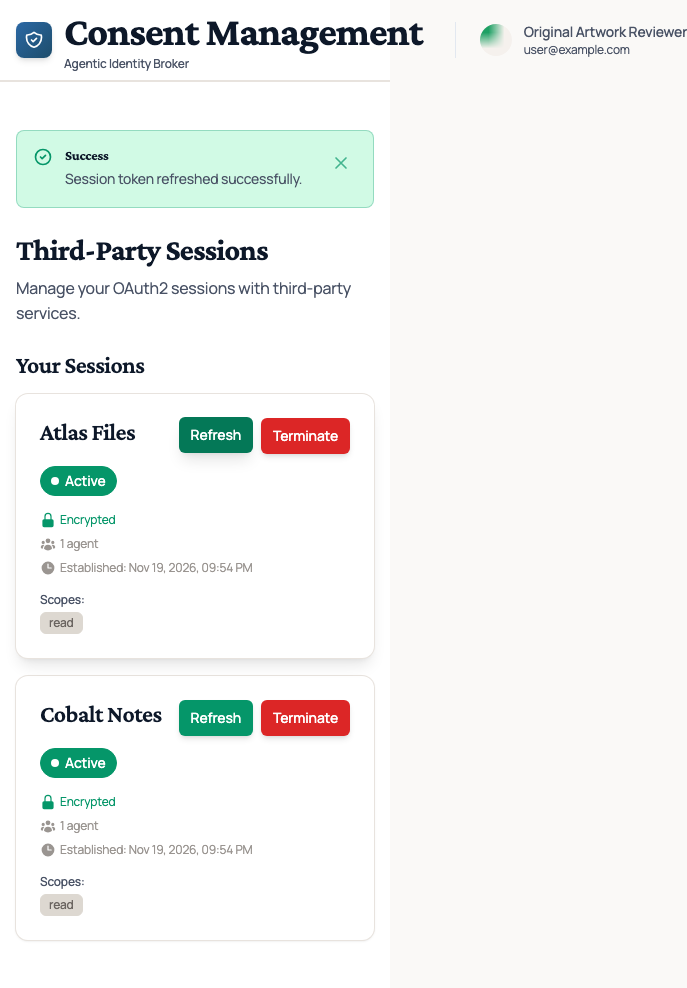 Consent Management
Agentic Identity Broker
Original Artwork Reviewer
user@example.com
Success
Session token refreshed successfully.
Third-Party Sessions
Manage your OAuth2 sessions with third-party
services.
Your Sessions
Atlas Files
Refresh
Terminate
Active
Encrypted
1 agent
Established: Nov 19, 2026, 09:54 PM
Scopes:
read
Cobalt Notes
Refresh
Terminate
Active
Encrypted
1 agent
Established: Nov 19, 2026, 09:54 PM
Scopes:
read